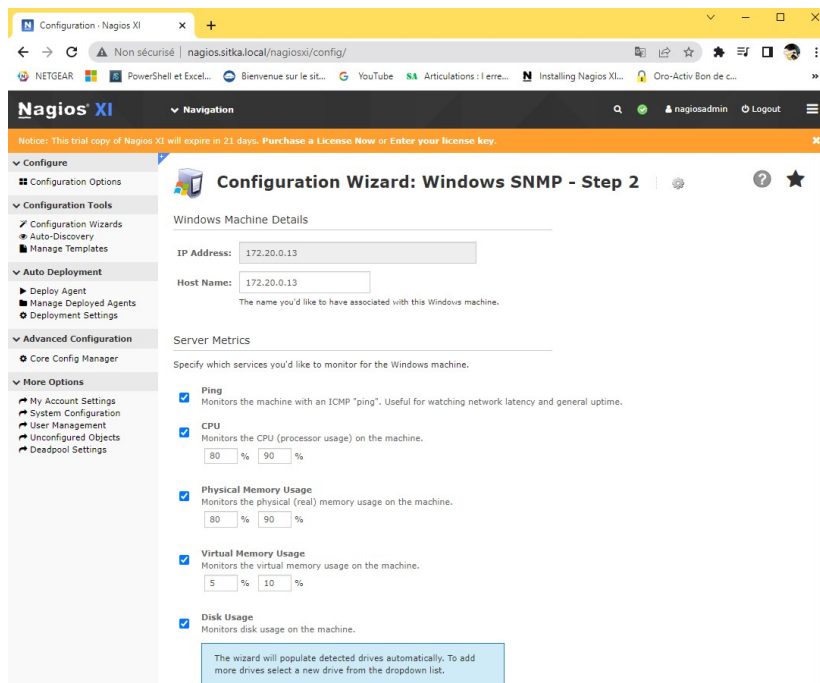 Configuration · Nagios XI
Non sécurisé | nagios.sitka.local/nagiosxi/config/
NETGEAR PowerShell et Excel... Bienvenue sur le sit... YouTube SA Articulations : l erre... N Installing Nagios XI... Oro-Activ Bon de c... »
Nagios® XI Navigation nagiosadmin Logout
Notice: This trial copy of Nagios XI will expire in 21 days. Purchase a License Now or Enter your license key.
Configure
Configuration Options
Configuration Tools
Configuration Wizards
Auto-Discovery
Manage Templates
Auto Deployment
Deploy Agent
Manage Deployed Agents
Deployment Settings
Advanced Configuration
Core Config Manager
More Options
My Account Settings
System Configuration
User Management
Unconfigured Objects
Deadpool Settings
Configuration Wizard: Windows SNMP - Step 2
Windows Machine Details
IP Address: 172.20.0.13
Host Name: 172.20.0.13
The name you'd like to have associated with this Windows machine.
Server Metrics
Specify which services you'd like to monitor for the Windows machine.
Ping
Monitors the machine with an ICMP "ping". Useful for watching network latency and general uptime.
CPU
Monitors the CPU (processor usage) on the machine.
80 % 90 %
Physical Memory Usage
Monitors the physical (real) memory usage on the machine.
80 % 90 %
Virtual Memory Usage
Monitors the virtual memory usage on the machine.
5 % 10 %
Disk Usage
Monitors disk usage on the machine.
The wizard will populate detected drives automatically. To add
more drives select a new drive from the dropdown list.